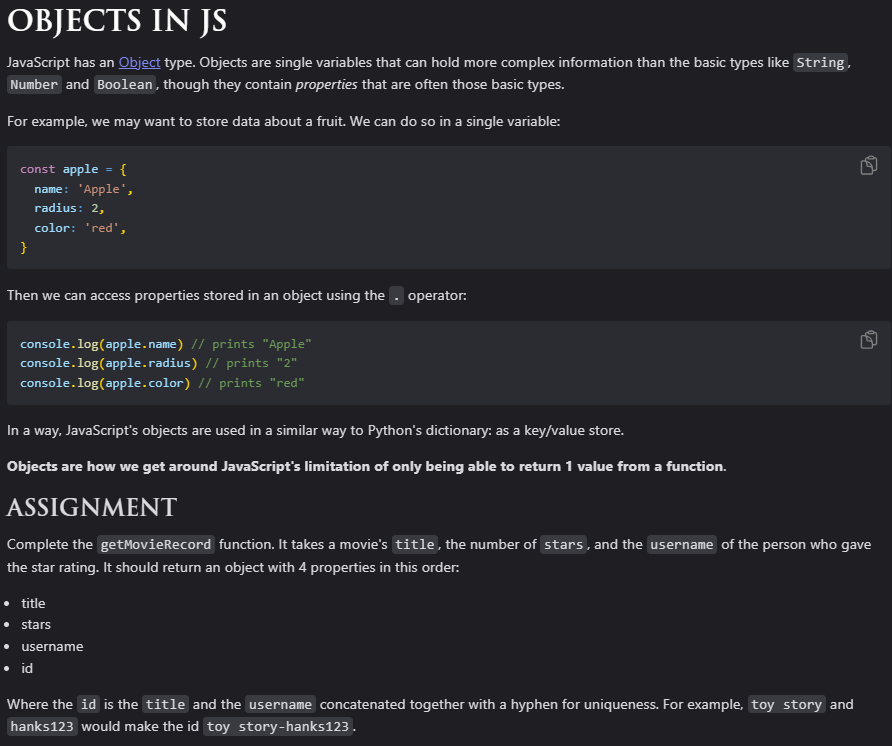 OBJECTS IN JS
JavaScript has an Object type. Objects are single variables that can hold more complex information than the basic types like String,
Number and Boolean, though they contain properties that are often those basic types.
For example, we may want to store data about a fruit. We can do so in a single variable:
const apple = {
  name: 'Apple',
  radius: 2,
  color: 'red',
}
Then we can access properties stored in an object using the . operator:
console.log(apple.name) // prints "Apple"
console.log(apple.radius) // prints "2"
console.log(apple.color) // prints "red"
In a way, JavaScript's objects are used in a similar way to Python's dictionary: as a key/value store.
Objects are how we get around JavaScript's limitation of only being able to return 1 value from a function.
ASSIGNMENT
Complete the getMovieRecord function. It takes a movie's title, the number of stars, and the username of the person who gave
the star rating. It should return an object with 4 properties in this order:
• title
• stars
• username
• id
Where the id is the title and the username concatenated together with a hyphen for uniqueness. For example, toy story and
hanks123 would make the id toy story-hanks123.